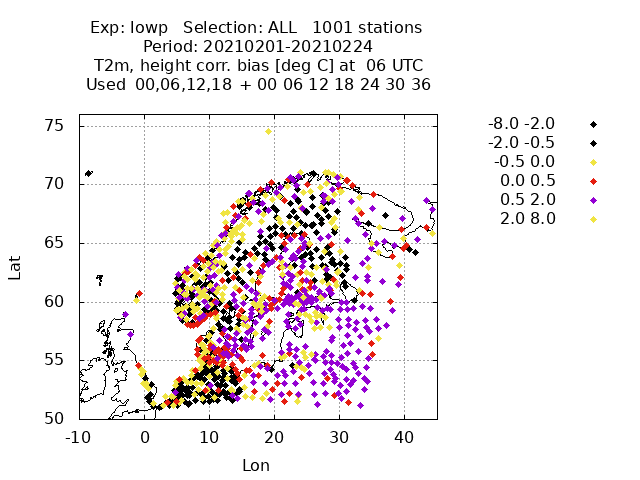 Exp: lowp   Selection: ALL   1001 stations
Period: 20210201-20210224
T2m, height corr. bias [deg C] at  06 UTC
Used  00,06,12,18  + 00 06 12 18 24 30 36
75
70
65
60
55
50
Lat
-10 0 10 20 30 40
Lon
-8.0 -2.0
-2.0 -0.5
-0.5 0.0
0.0 0.5
0.5 2.0
2.0 8.0